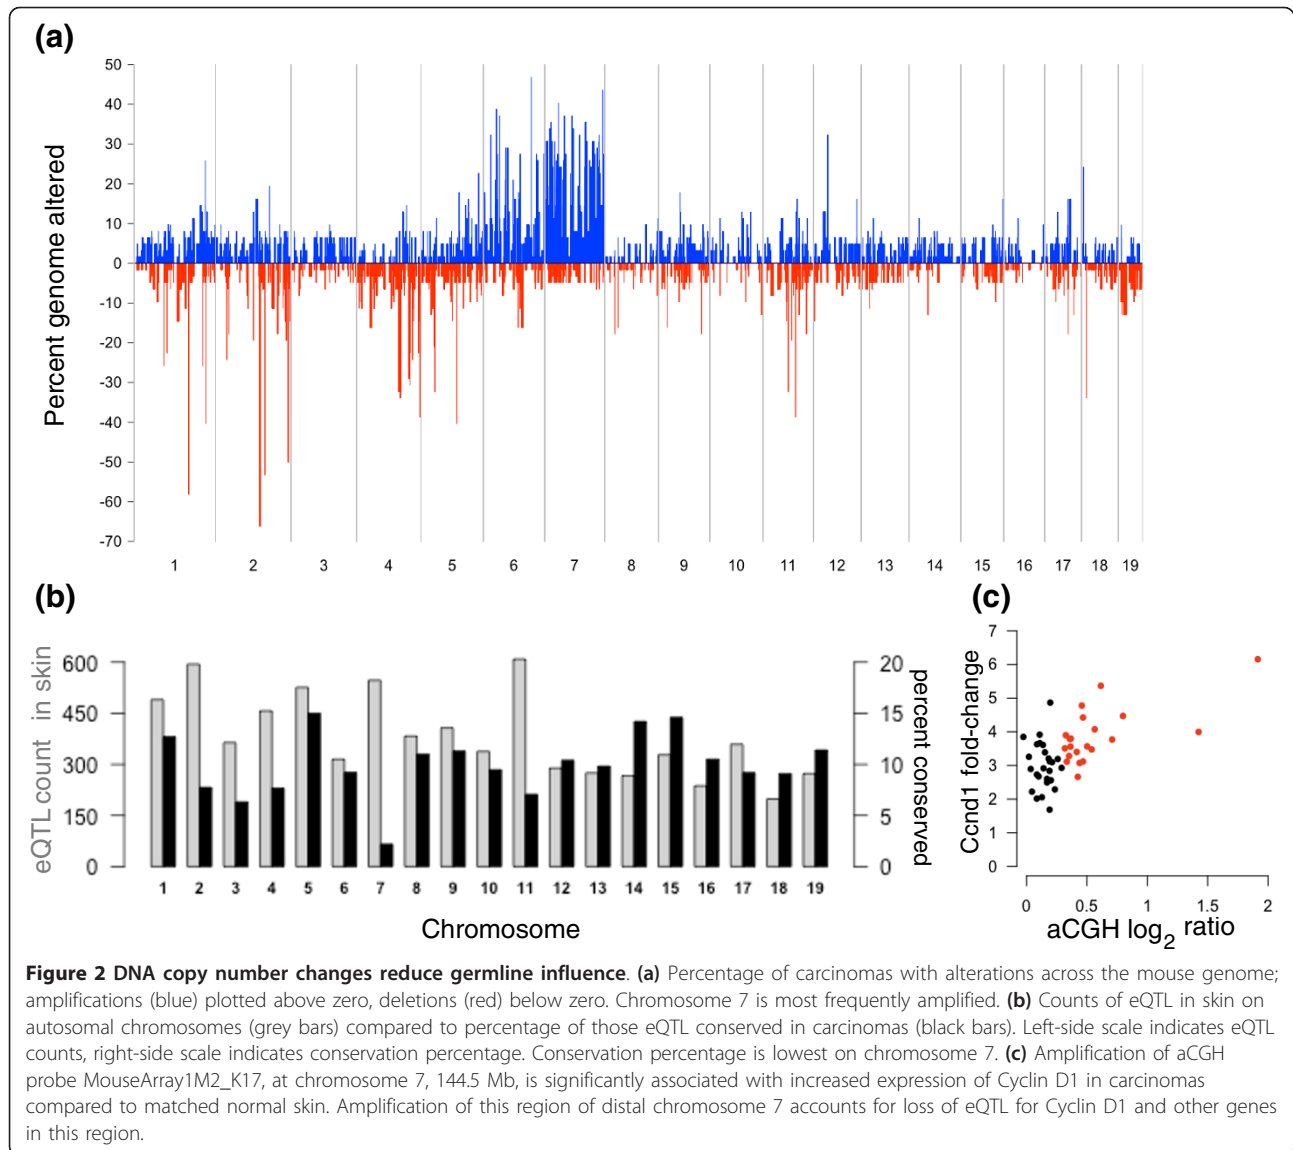 (a)
50
40
30
20
10
0
-10
-20
-30
-40
-50
-60
-70
Percent genome altered
1 2 3 4 5 6 7 8 9 10 11 12 13 14 15 16 17 18 19
(b)
eQTL count in skin
600
450
300
150
0
20
15
10
5
0
percent conserved
1 2 3 4 5 6 7 8 9 10 11 12 13 14 15 16 17 18 19
Chromosome
(c)
Ccnd1 fold-change
7
6
5
4
3
2
1
0
0 0.5 1 1.5 2
aCGH log2 ratio
Figure 2 DNA copy number changes reduce germline influence. (a) Percentage of carcinomas with alterations across the mouse genome;
amplifications (blue) plotted above zero, deletions (red) below zero. Chromosome 7 is most frequently amplified. (b) Counts of eQTL in skin on
autosomal chromosomes (grey bars) compared to percentage of those eQTL conserved in carcinomas (black bars). Left-side scale indicates eQTL
counts, right-side scale indicates conservation percentage. Conservation percentage is lowest on chromosome 7. (c) Amplification of aCGH
probe MouseArray1M2_K17, at chromosome 7, 144.5 Mb, is significantly associated with increased expression of Cyclin D1 in carcinomas
compared to matched normal skin. Amplification of this region of distal chromosome 7 accounts for loss of eQTL for Cyclin D1 and other genes
in this region.